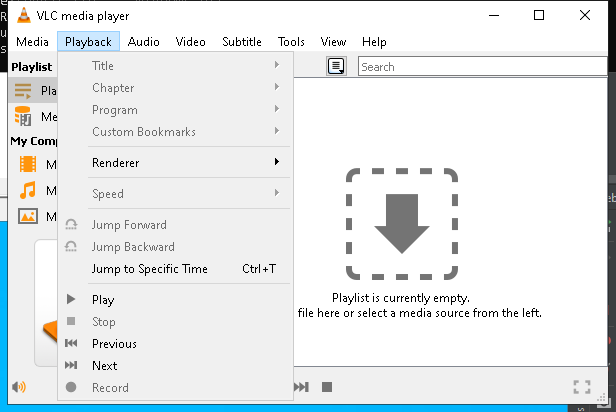 VLC media player
Media Playback Audio Video Subtitle Tools View Help
Playlist
Search
Pla
Me
My Comp
M
M
M
Title
Chapter
Program
Custom Bookmarks
Renderer
Speed
Jump Forward
Jump Backward
Jump to Specific Time Ctrl+T
Play
Stop
Previous
Next
Record
Playlist is currently empty.
file here or select a media source from the left.